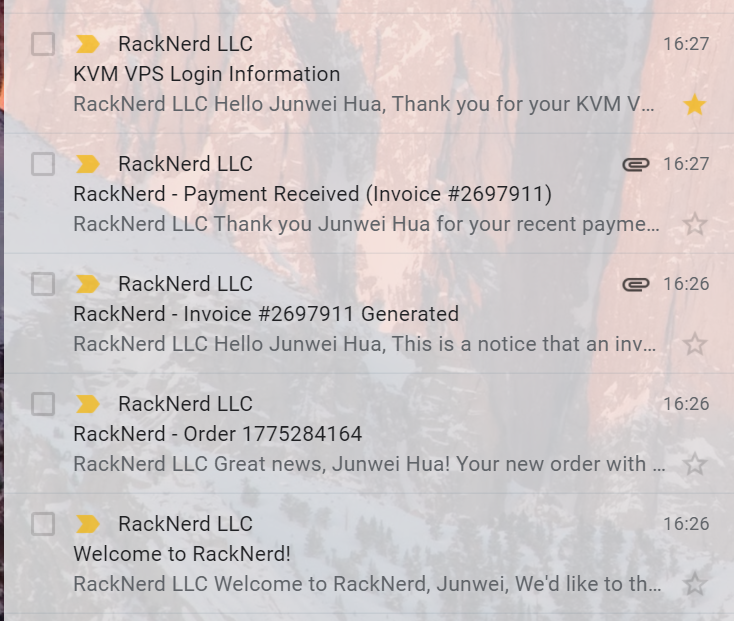 RackNerd LLC 16:27
KVM VPS Login Information
RackNerd LLC Hello Junwei Hua, Thank you for your KVM V...
RackNerd LLC 16:27
RackNerd - Payment Received (Invoice #2697911)
RackNerd LLC Thank you Junwei Hua for your recent payme...
RackNerd LLC 16:26
RackNerd - Invoice #2697911 Generated
RackNerd LLC Hello Junwei Hua, This is a notice that an inv...
RackNerd LLC 16:26
RackNerd - Order 1775284164
RackNerd LLC Great news, Junwei Hua! Your new order with ...
RackNerd LLC 16:26
Welcome to RackNerd!
RackNerd LLC Welcome to RackNerd, Junwei, We'd like to th...